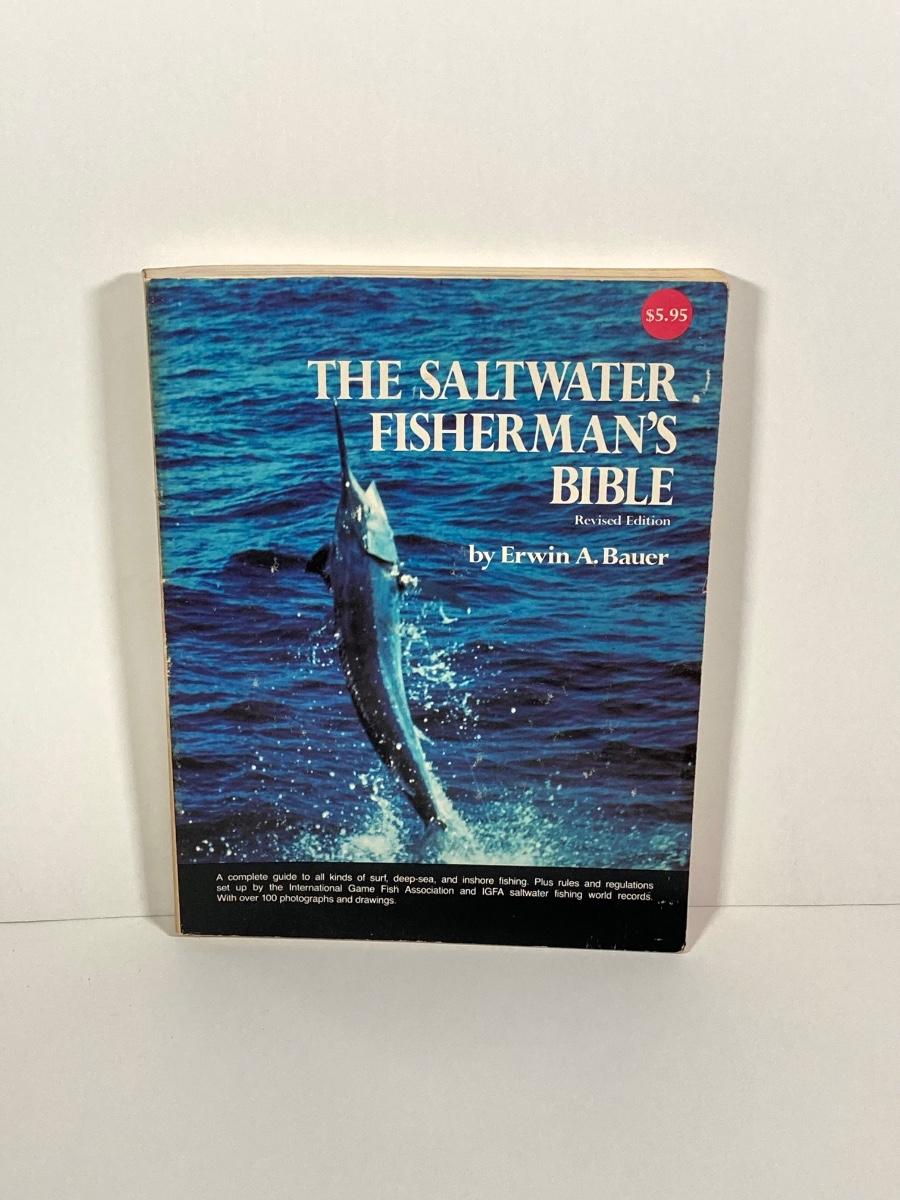 $5.95
THE SALTWATER
FISHERMAN'S
BIBLE
Revised Edition
by Erwin A. Bauer
A complete guide to all kinds of surf, deep-sea, and inshore fishing. Plus rules and regulations
set up by the International Game Fish Association and IGFA saltwater fishing world records.
With over 100 photographs and drawings.